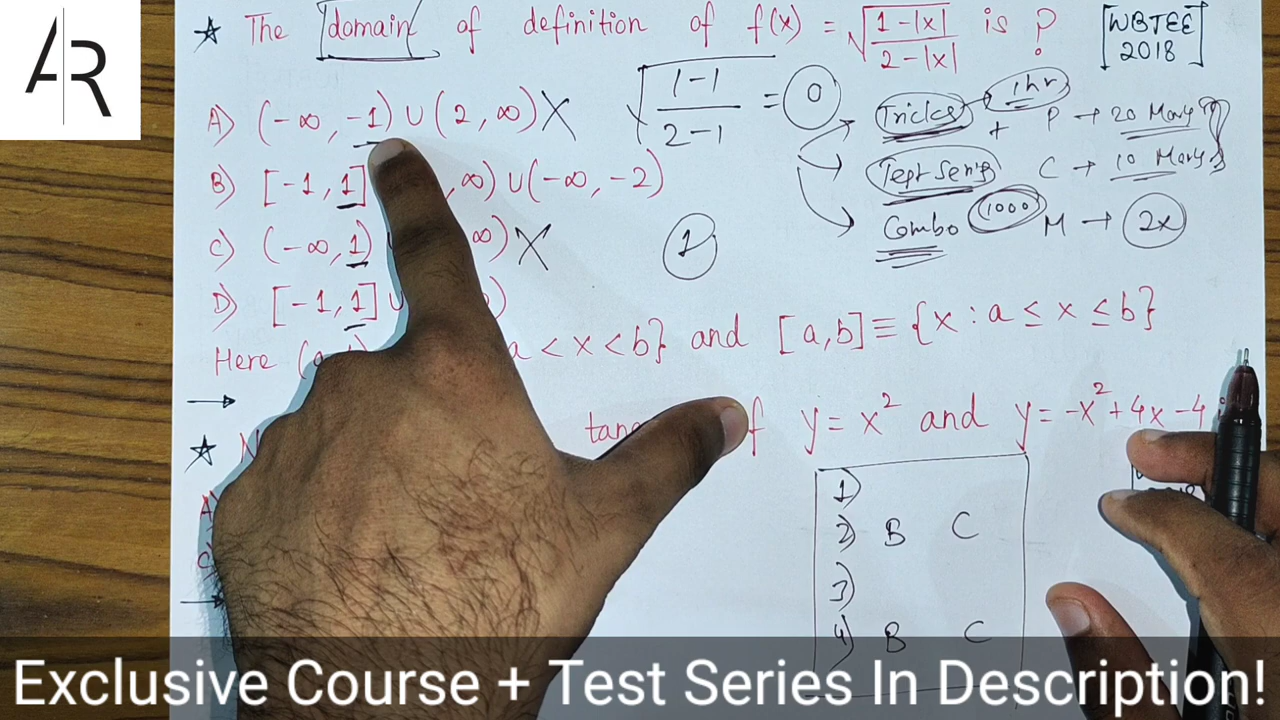 AR
★ The domain of definition of f(x) = √(1-|x| / 2-|x|) is ? [WBJEE 2018]
A) (-∞, -1) ∪ (2, ∞) X
√(1-1 / 2-1) = 0
Tricks 1hr
+ P → 20 Marks
B) [-1, 1] , ∞) ∪ (-∞, -2)
Test Series C → 10 Marks
C) (-∞, 1) ∞) X
1
Combo 1000 M → 2x
D) [-1, 1] ∪ )
Here a < x < b} and [a, b] ≡ {x : a ≤ x ≤ b}
→
★ N tan of y = x² and y = -x² + 4x - 4
A)
C)
→
1)
2) B C
3)
4) B C
Exclusive Course + Test Series In Description!